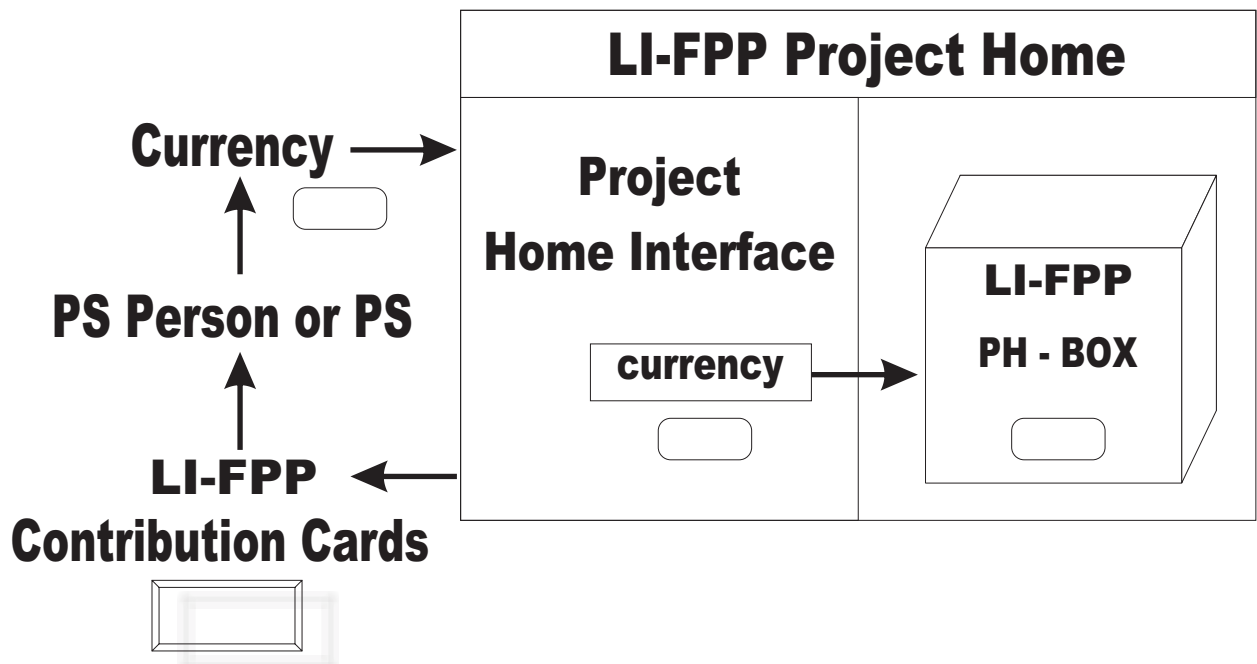 LI-FPP Project Home
Currency
Project
Home Interface
PS Person or PS
currency
LI-FPP
PH - BOX
LI-FPP
Contribution Cards